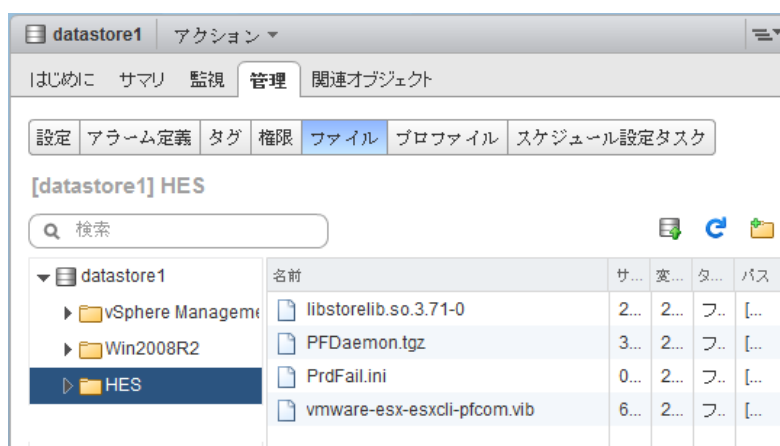 datastore1 アクション
はじめに サマリ 監視 管理 関連オブジェクト
設定 アラーム定義 タグ 権限 ファイル プロファイル スケジュール設定タスク
[datastore1] HES
検索
datastore1
vSphere Manageme
Win2008R2
HES
名前 サ... 変... タ... パス
libstorelib.so.3.71-0 2... 2... フ.. [...
PFDaemon.tgz 3... 2... フ.. [...
PrdFail.ini 0... 2... フ.. [...
vmware-esx-esxcli-pfcom.vib 6... 2... フ.. [...